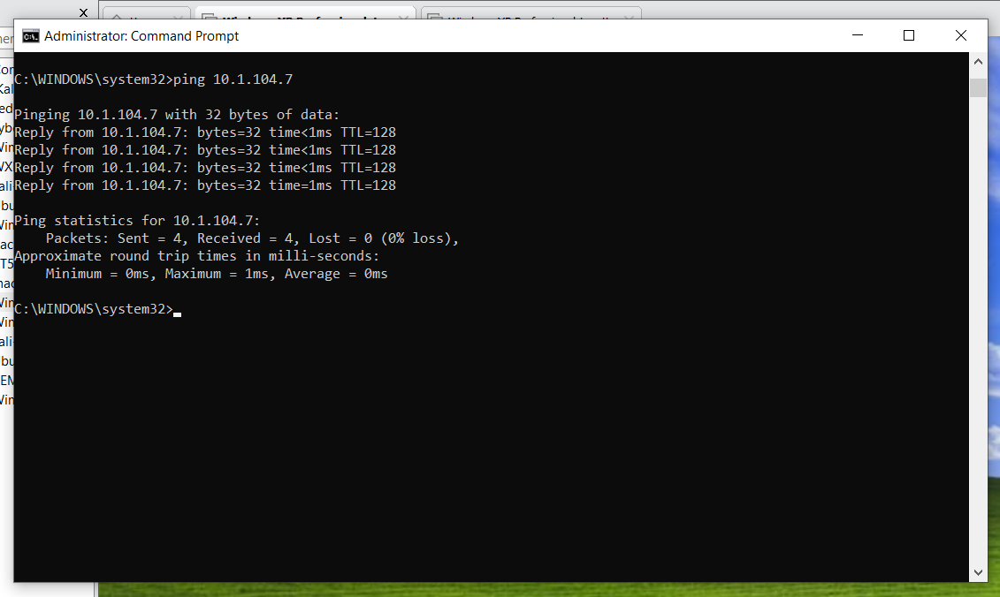 Administrator: Command Prompt
C:\WINDOWS\system32>ping 10.1.104.7
Pinging 10.1.104.7 with 32 bytes of data:
Reply from 10.1.104.7: bytes=32 time<1ms TTL=128
Reply from 10.1.104.7: bytes=32 time<1ms TTL=128
Reply from 10.1.104.7: bytes=32 time<1ms TTL=128
Reply from 10.1.104.7: bytes=32 time=1ms TTL=128
Ping statistics for 10.1.104.7:
Packets: Sent = 4, Received = 4, Lost = 0 (0% loss),
Approximate round trip times in milli-seconds:
Minimum = 0ms, Maximum = 1ms, Average = 0ms
C:\WINDOWS\system32>